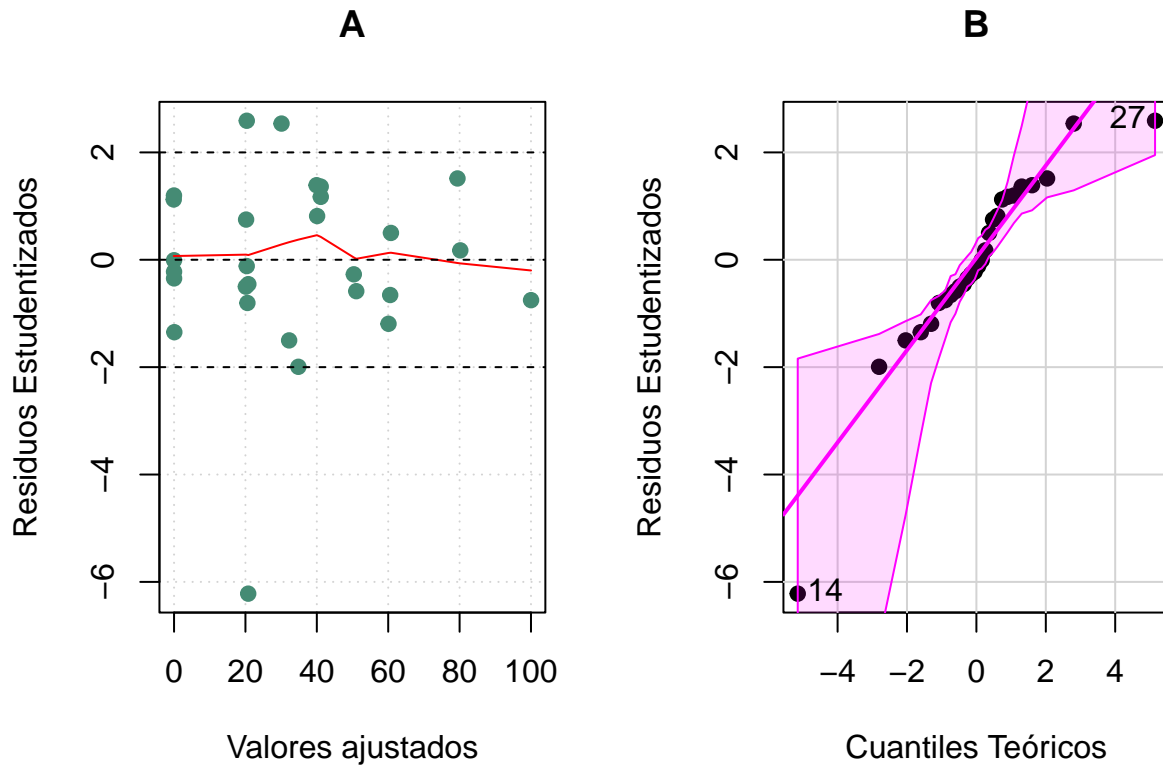 A
Residuos Estudentizados
2
0
−2
−4
−6
0 20 40 60 80 100
Valores ajustados
B
Residuos Estudentizados
2
0
−2
−4
−6
27
14
−4 −2 0 2 4
Cuantiles Teóricos